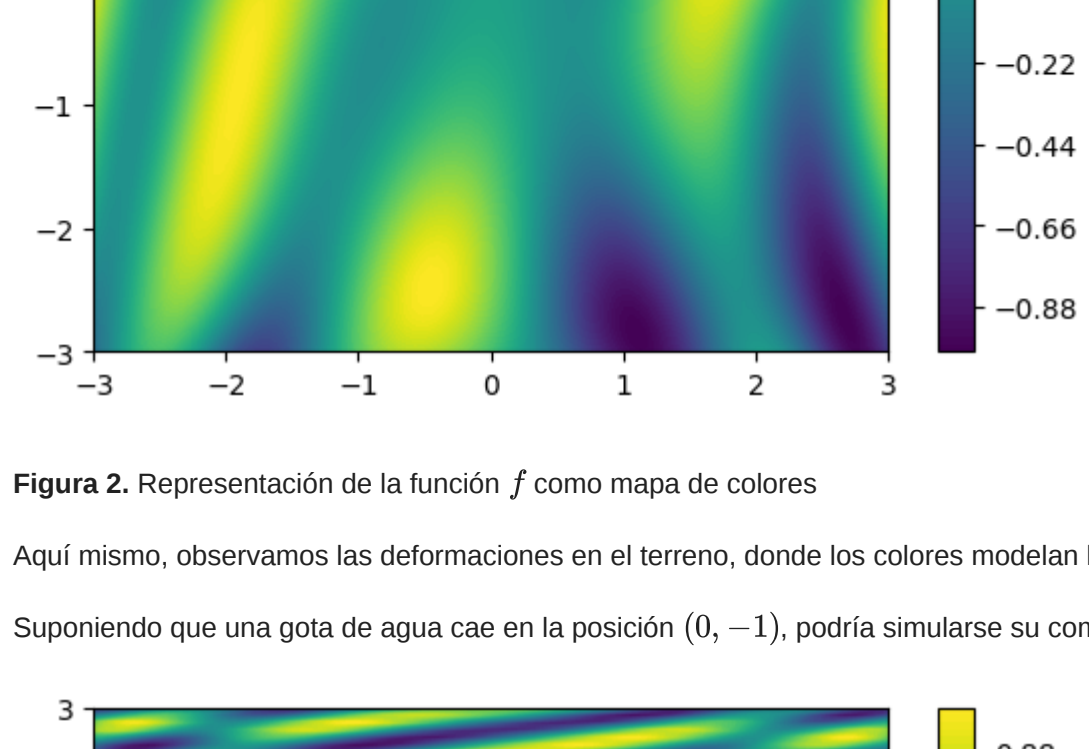 −0.22
−1
−0.44
−2
−0.66
−0.88
−3
−3 −2 −1 0 1 2 3
Figura 2. Representación de la función f como mapa de colores
Aquí mismo, observamos las deformaciones en el terreno, donde los colores modelan
Suponiendo que una gota de agua cae en la posición (0, −1), podría simularse su
3